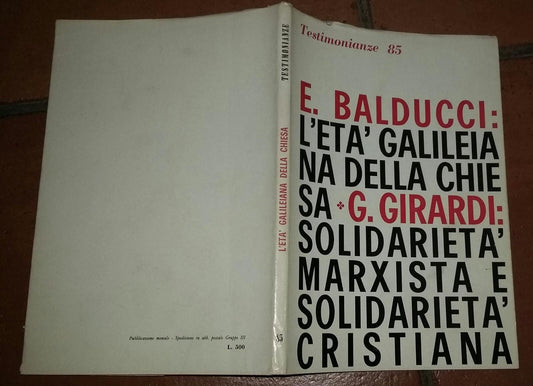 Testimonianze 85
E. BALDUCCI:
L'ETA' GALILEIA
NA DELLA CHIE
SA ❖ G. GIRARDI:
SOLIDARIETA'
MARXISTA E
SOLIDARIETA'
CRISTIANA
TESTIMONIANZE
L'ETA' GALILEIANA DELLA CHIESA
85
Pubblicazione mensile - Spedizione in abb. postale Gruppo III
L. 500